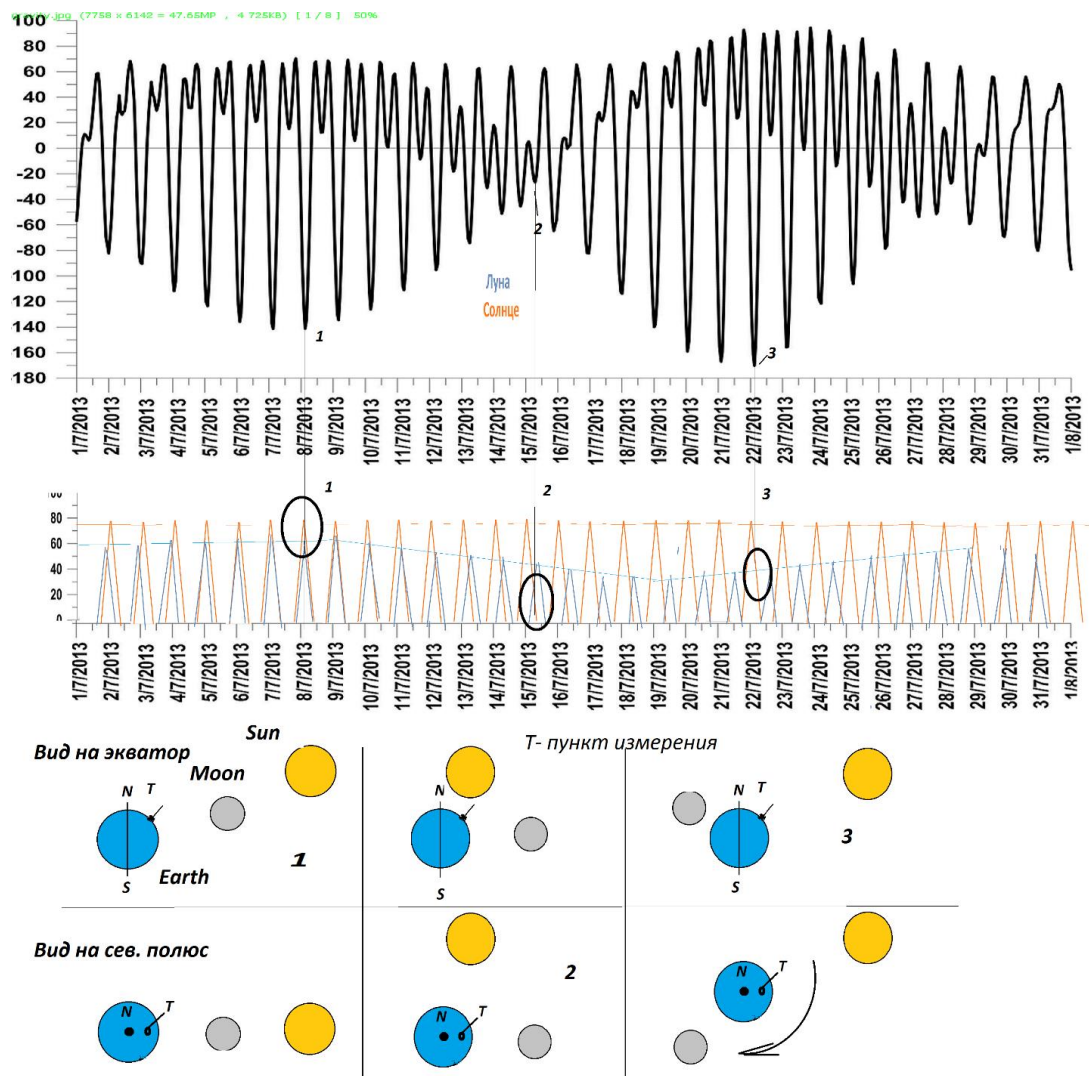 gravity.jpg (7758 x 6142 = 47.65MP , 4 725KB) [ 1 / 8 ] 50%
100
80
60
40
20
0
-20
-40
-60
-80
100
120
140
160
180
1
2
3
Луна
Солнце
1/7/2013 2/7/2013 3/7/2013 4/7/2013 5/7/2013 6/7/2013 7/7/2013 8/7/2013 9/7/2013 10/7/2013 11/7/2013 12/7/2013 13/7/2013 14/7/2013 15/7/2013 16/7/2013 17/7/2013 18/7/2013 19/7/2013 20/7/2013 21/7/2013 22/7/2013 23/7/2013 24/7/2013 25/7/2013 26/7/2013 27/7/2013 28/7/2013 29/7/2013 30/7/2013 31/7/2013 1/8/2013
1 2 3
80
60
40
20
0
1/7/2013 2/7/2013 3/7/2013 4/7/2013 5/7/2013 6/7/2013 7/7/2013 8/7/2013 9/7/2013 10/7/2013 11/7/2013 12/7/2013 13/7/2013 14/7/2013 15/7/2013 16/7/2013 17/7/2013 18/7/2013 19/7/2013 20/7/2013 21/7/2013 22/7/2013 23/7/2013 24/7/2013 25/7/2013 26/7/2013 27/7/2013 28/7/2013 29/7/2013 30/7/2013 31/7/2013 1/8/2013
Вид на экватор
Sun
Moon
N T
S
Earth
1
N
S
T- пункт измерения
N T
S
3
Вид на сев. полюс
N T
N T
2
N T